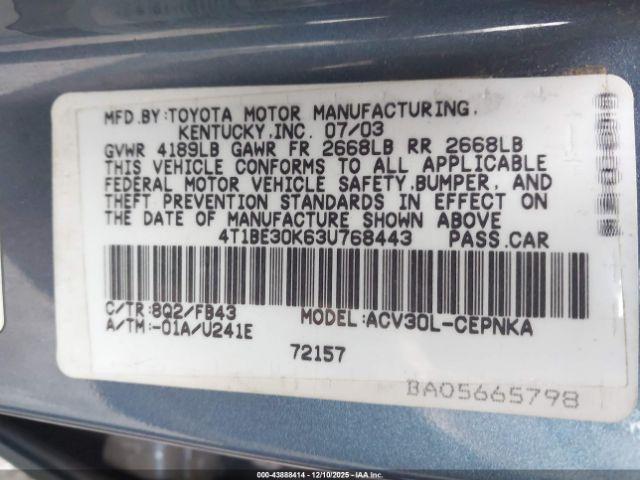 MFD.BY:TOYOTA MOTOR MANUFACTURING,
KENTUCKY,INC. 07/03
GVWR 4189LB GAWR FR 2668LB RR 2668LB
THIS VEHICLE CONFORMS TO ALL APPLICABLE
FEDERAL MOTOR VEHICLE SAFETY,BUMPER, AND
THEFT PREVENTION STANDARDS IN EFFECT ON
THE DATE OF MANUFACTURE SHOWN ABOVE
4T1BE30K63U768443 PASS.CAR
C/TR:8Q2/FB43 MODEL:ACV30L-CEPNKA
A/TM:-01A/U241E
72157
BA05665798
000-43888414 - 12/10/2025 - IAA